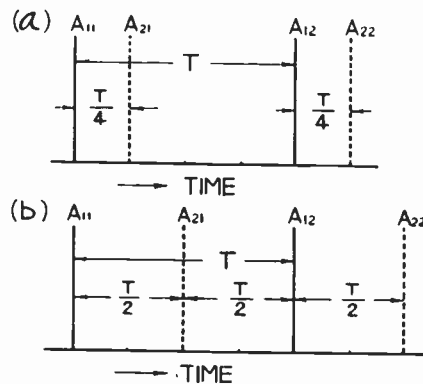 (a)
A11 A21 A12 A22
T
T/4 T/4
TIME
(b)
A11 A21 A12 A22
T
T/2 T/2 T/2
TIME